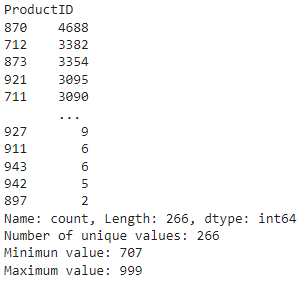 ProductID
870    4688
712    3382
873    3354
921    3095
711    3090
       ...
927       9
911       6
943       6
942       5
897       2
Name: count, Length: 266, dtype: int64
Number of unique values: 266
Minimun value: 707
Maximum value: 999